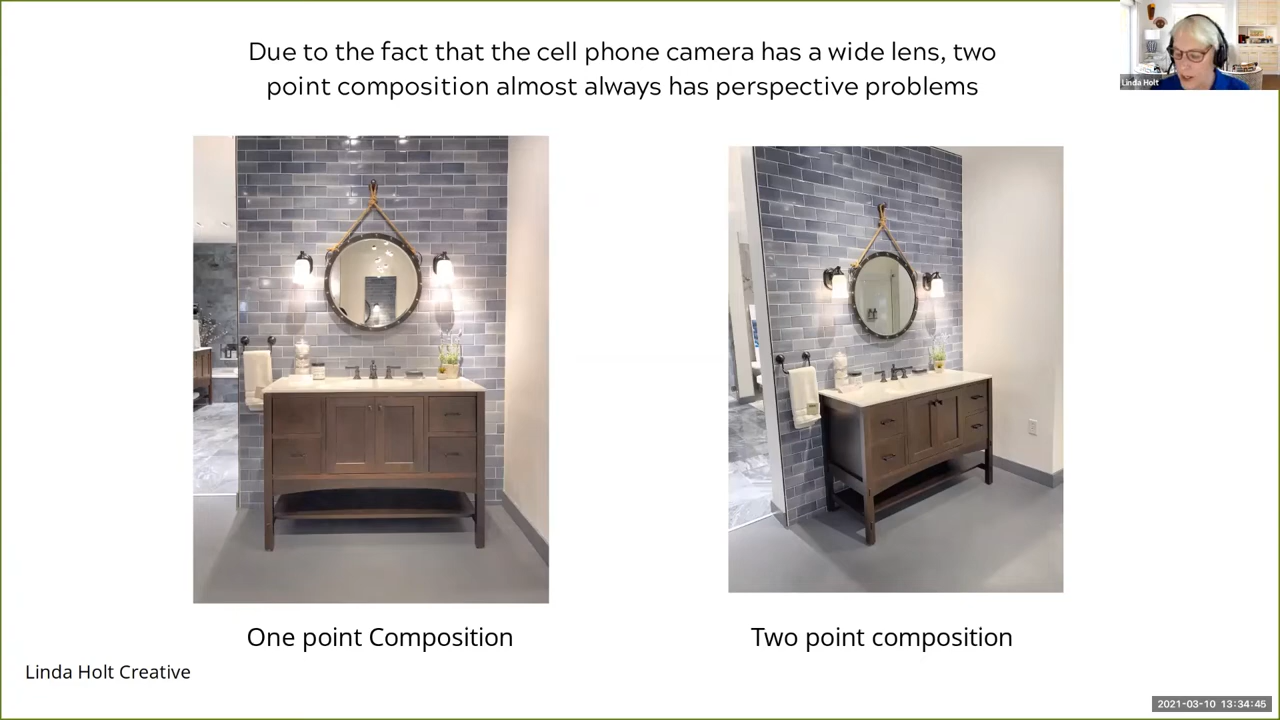 Due to the fact that the cell phone camera has a wide lens, two
point composition almost always has perspective problems
Linda Holt
One point Composition
Two point composition
Linda Holt Creative
2021-03-10 13:34:45